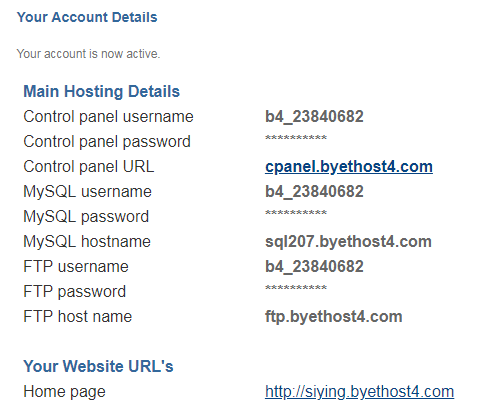 Your Account Details
Your account is now active.
Main Hosting Details
Control panel username b4_23840682
Control panel password **********
Control panel URL cpanel.byethost4.com
MySQL username b4_23840682
MySQL password **********
MySQL hostname sql207.byethost4.com
FTP username b4_23840682
FTP password **********
FTP host name ftp.byethost4.com
Your Website URL's
Home page http://siying.byethost4.com